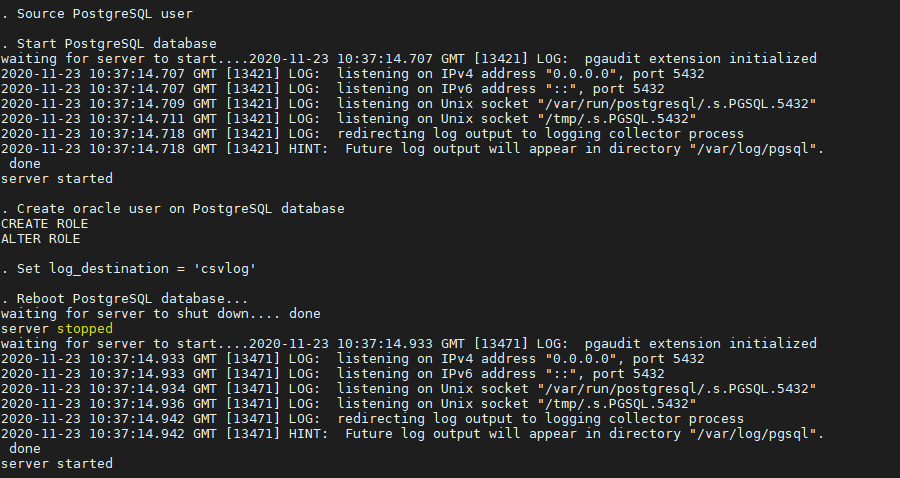 . Source PostgreSQL user
. Start PostgreSQL database
waiting for server to start....2020-11-23 10:37:14.707 GMT [13421] LOG:  pgaudit extension initialized
2020-11-23 10:37:14.707 GMT [13421] LOG:  listening on IPv4 address "0.0.0.0", port 5432
2020-11-23 10:37:14.707 GMT [13421] LOG:  listening on IPv6 address "::", port 5432
2020-11-23 10:37:14.709 GMT [13421] LOG:  listening on Unix socket "/var/run/postgresql/.s.PGSQL.5432"
2020-11-23 10:37:14.711 GMT [13421] LOG:  listening on Unix socket "/tmp/.s.PGSQL.5432"
2020-11-23 10:37:14.718 GMT [13421] LOG:  redirecting log output to logging collector process
2020-11-23 10:37:14.718 GMT [13421] HINT:  Future log output will appear in directory "/var/log/pgsql".
 done
server started
. Create oracle user on PostgreSQL database
CREATE ROLE
ALTER ROLE
. Set log_destination = 'csvlog'
. Reboot PostgreSQL database...
waiting for server to shut down.... done
server stopped
waiting for server to start....2020-11-23 10:37:14.933 GMT [13471] LOG:  pgaudit extension initialized
2020-11-23 10:37:14.933 GMT [13471] LOG:  listening on IPv4 address "0.0.0.0", port 5432
2020-11-23 10:37:14.933 GMT [13471] LOG:  listening on IPv6 address "::", port 5432
2020-11-23 10:37:14.934 GMT [13471] LOG:  listening on Unix socket "/var/run/postgresql/.s.PGSQL.5432"
2020-11-23 10:37:14.936 GMT [13471] LOG:  listening on Unix socket "/tmp/.s.PGSQL.5432"
2020-11-23 10:37:14.942 GMT [13471] LOG:  redirecting log output to logging collector process
2020-11-23 10:37:14.942 GMT [13471] HINT:  Future log output will appear in directory "/var/log/pgsql".
 done
server started